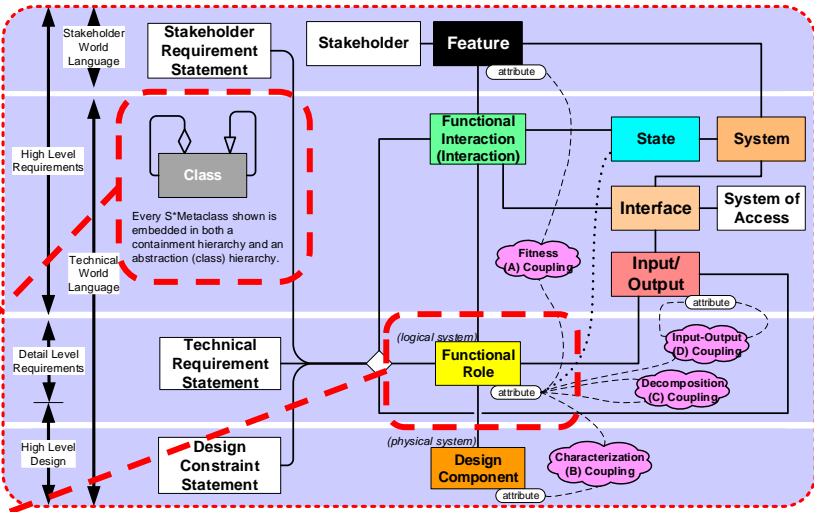 Stakeholder
World
Language
Stakeholder
Requirement
Statement
Stakeholder
Feature
attribute
High Level
Requirements
Class
Every S*Metaclass shown is
embedded in both a
containment hierarchy and an
abstraction (class) hierarchy.
Functional
Interaction
(Interaction)
State
System
Interface
System of
Access
Technical
World
Language
Fitness
(A) Coupling
Input/
Output
attribute
Detail Level
Requirements
Technical
Requirement
Statement
(logical system)
Functional
Role
attribute
Input-Output
(D) Coupling
Decomposition
(C) Coupling
High Level
Design
Design
Constraint
Statement
(physical system)
Design
Component
attribute
Characterization
(B) Coupling